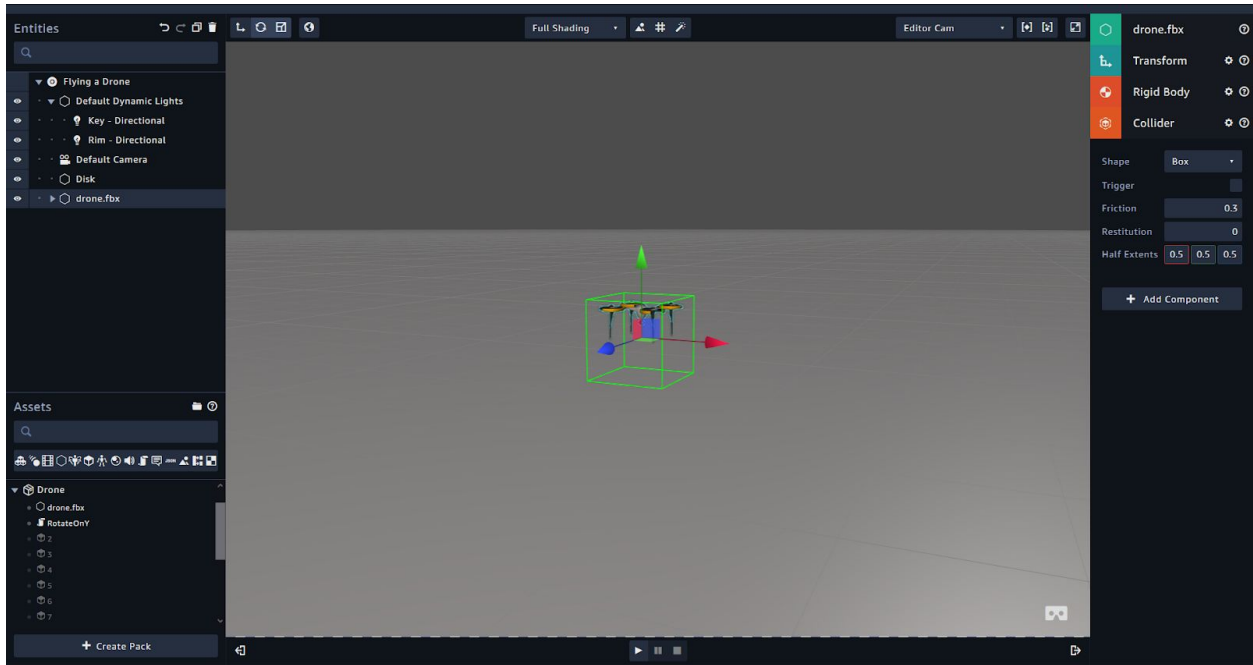 Entities
Flying a Drone
Default Dynamic Lights
Key - Directional
Rim - Directional
Default Camera
Disk
drone.fbx
Assets
Drone
drone.fbx
RotateOnY
2
3
4
5
6
7
+ Create Pack
Full Shading
Editor Cam
drone.fbx
Transform
Rigid Body
Collider
Shape Box
Trigger
Friction 0.3
Restitution 0
Half Extents 0.5 0.5 0.5
+ Add Component